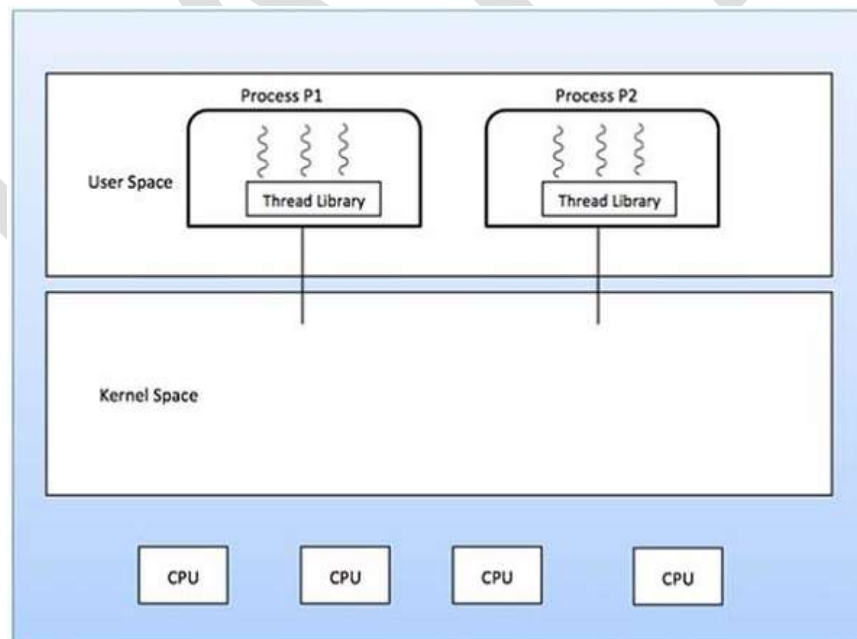 Process P1
Process P2
User Space
Thread Library
Thread Library
Kernel Space
CPU
CPU
CPU
CPU